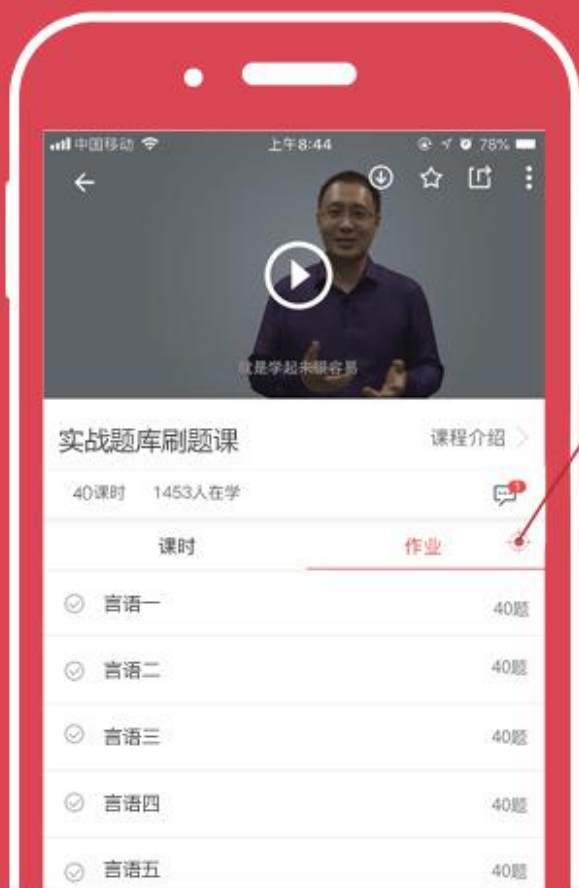 中国移动 上午8:44 78%
就是学起来很容易
实战题库刷题课 课程介绍
40课时 1453人在学 1
课时 作业
言语一 40题
言语二 40题
言语三 40题
言语四 40题
言语五 40题